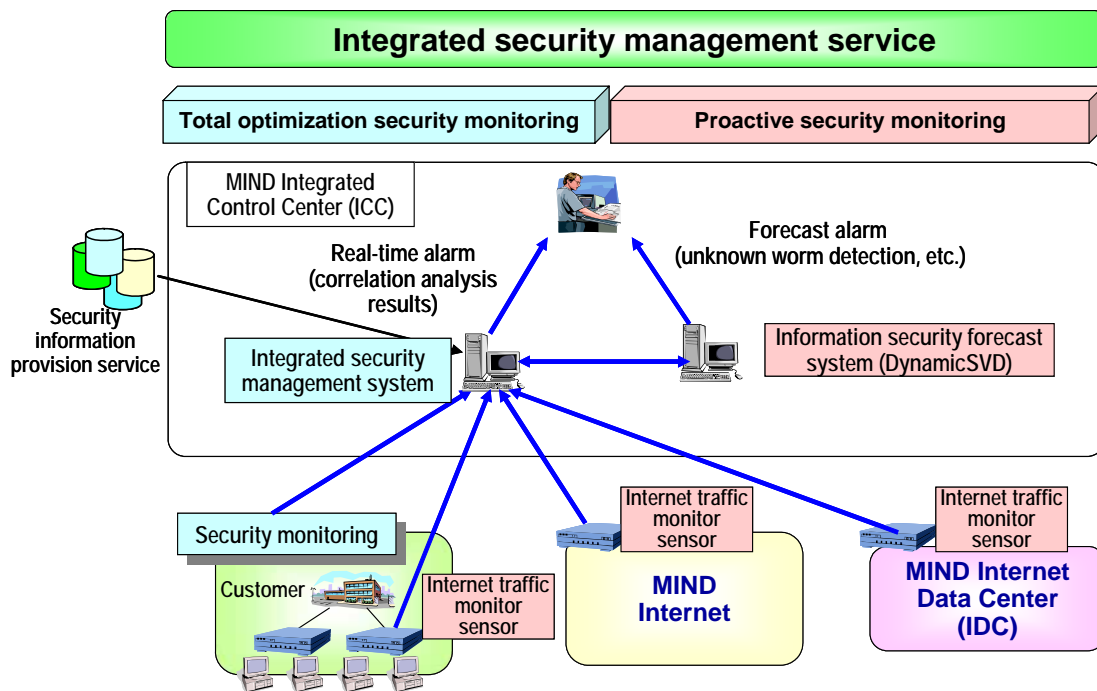 Integrated security management service
Total optimization security monitoring
Proactive security monitoring
MIND Integrated
Control Center (ICC)
Real-time alarm
(correlation analysis
results)
Forecast alarm
(unknown worm detection, etc.)
Security
information
provision service
Integrated security
management system
Information security forecast
system (DynamicSVD)
Security monitoring
Customer
Internet traffic
monitor
sensor
Internet traffic
monitor
sensor
MIND
Internet
Internet traffic
monitor
sensor
MIND Internet
Data Center
(IDC)